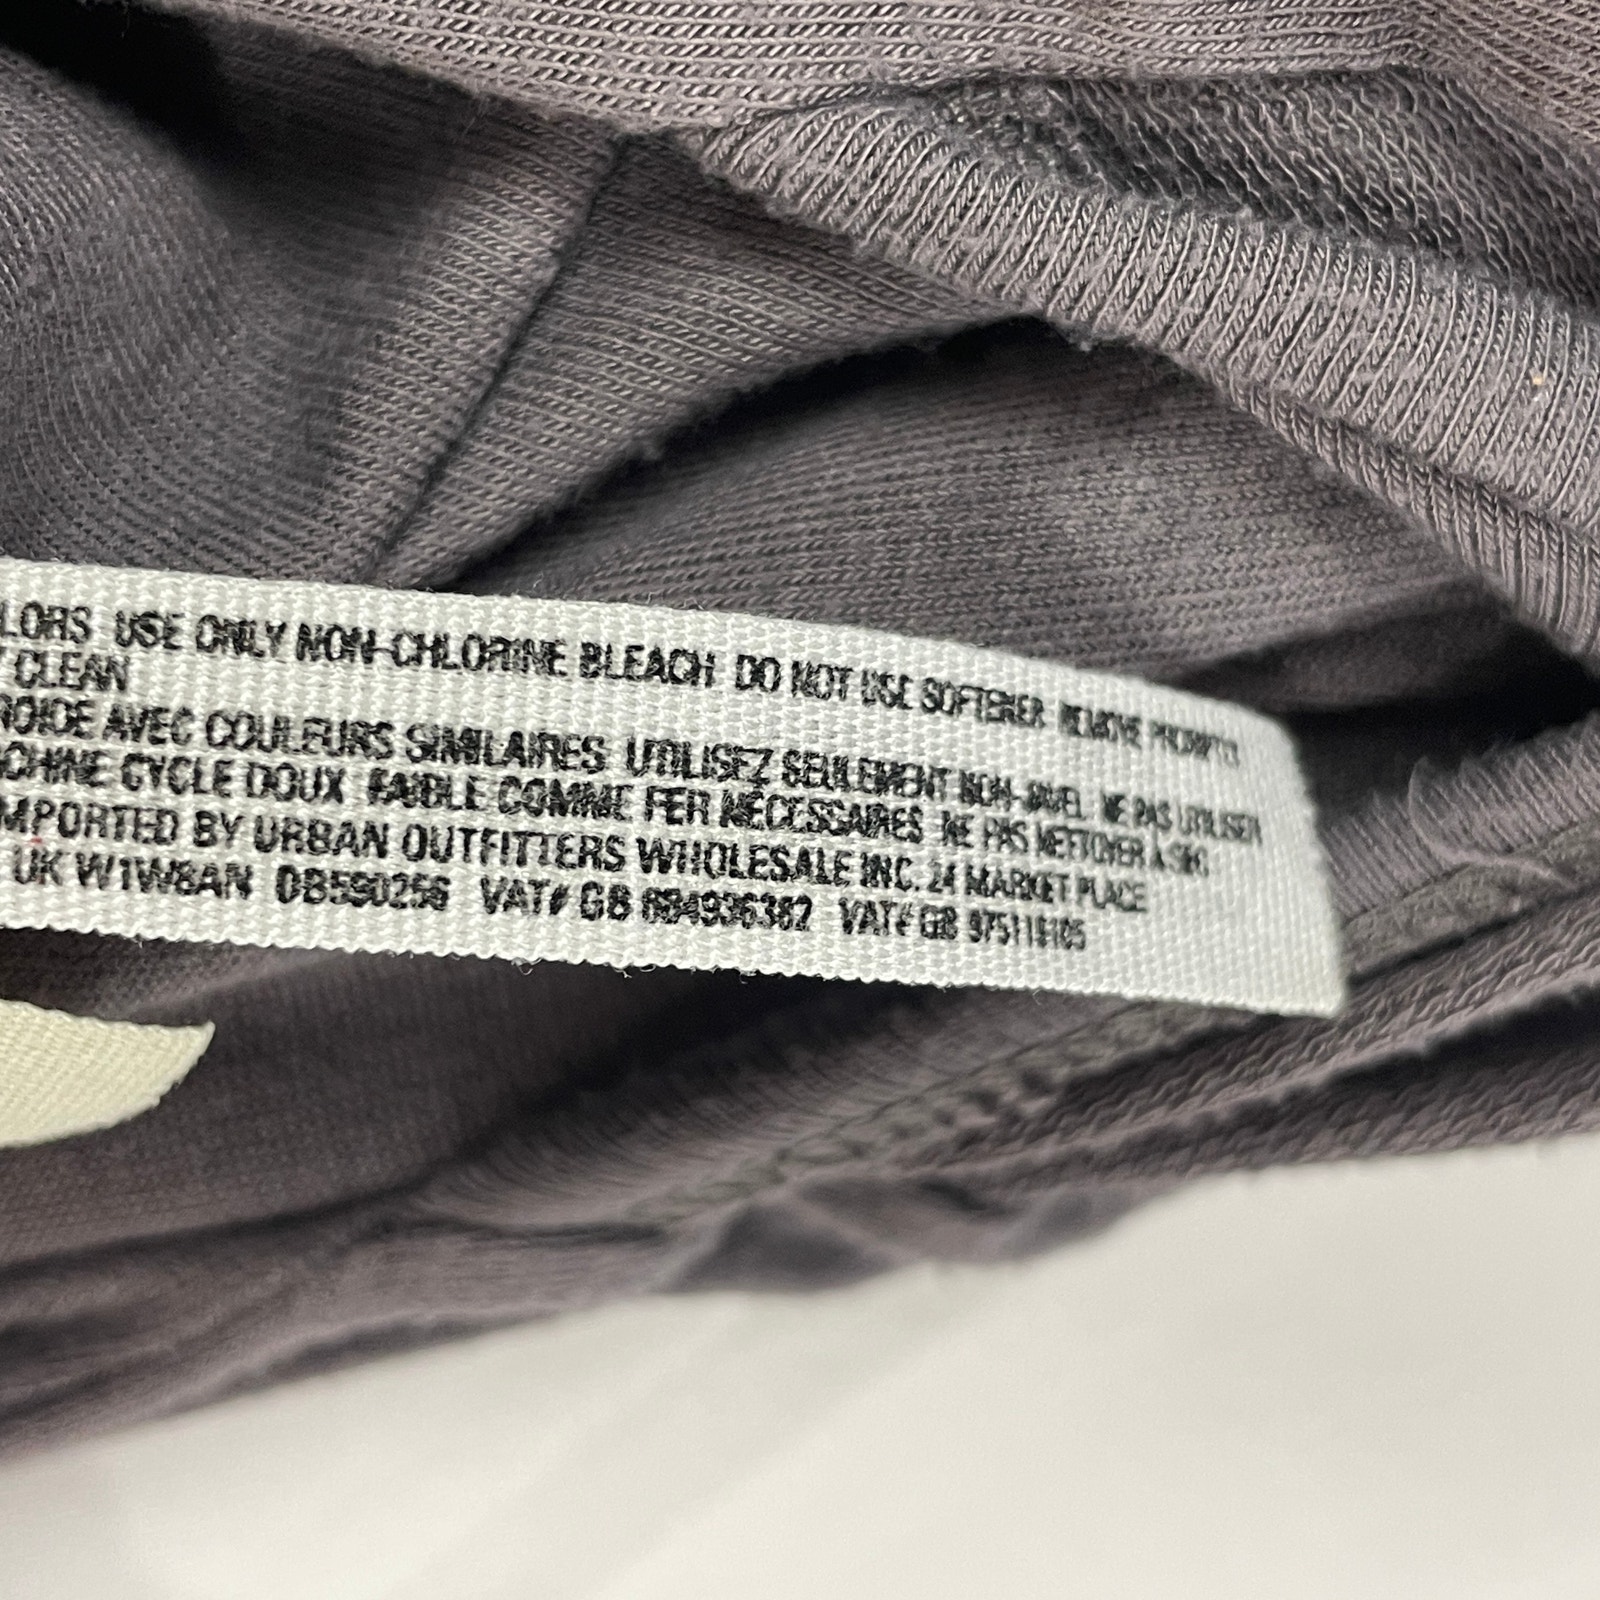 LORS USE ONLY NON-CHLORINE BLEACH DO NOT USE SOFTENER REMOVE PROMPTLY
CLEAN
ROIDE AVEC COULEURS SIMILAIRES UTILISEZ SEULEMENT NON-JAVEL NE PAS UTILISER
CHINE CYCLE DOUX FAIBLE COMME FER NÉCESSAIRES NE PAS NETTOYER A SEC
MPORTED BY URBAN OUTFITTERS WHOLESALE INC. 24 MARKET PLACE
UK W1W8AN DB590256 VAT# GB 684936382 VAT# GB